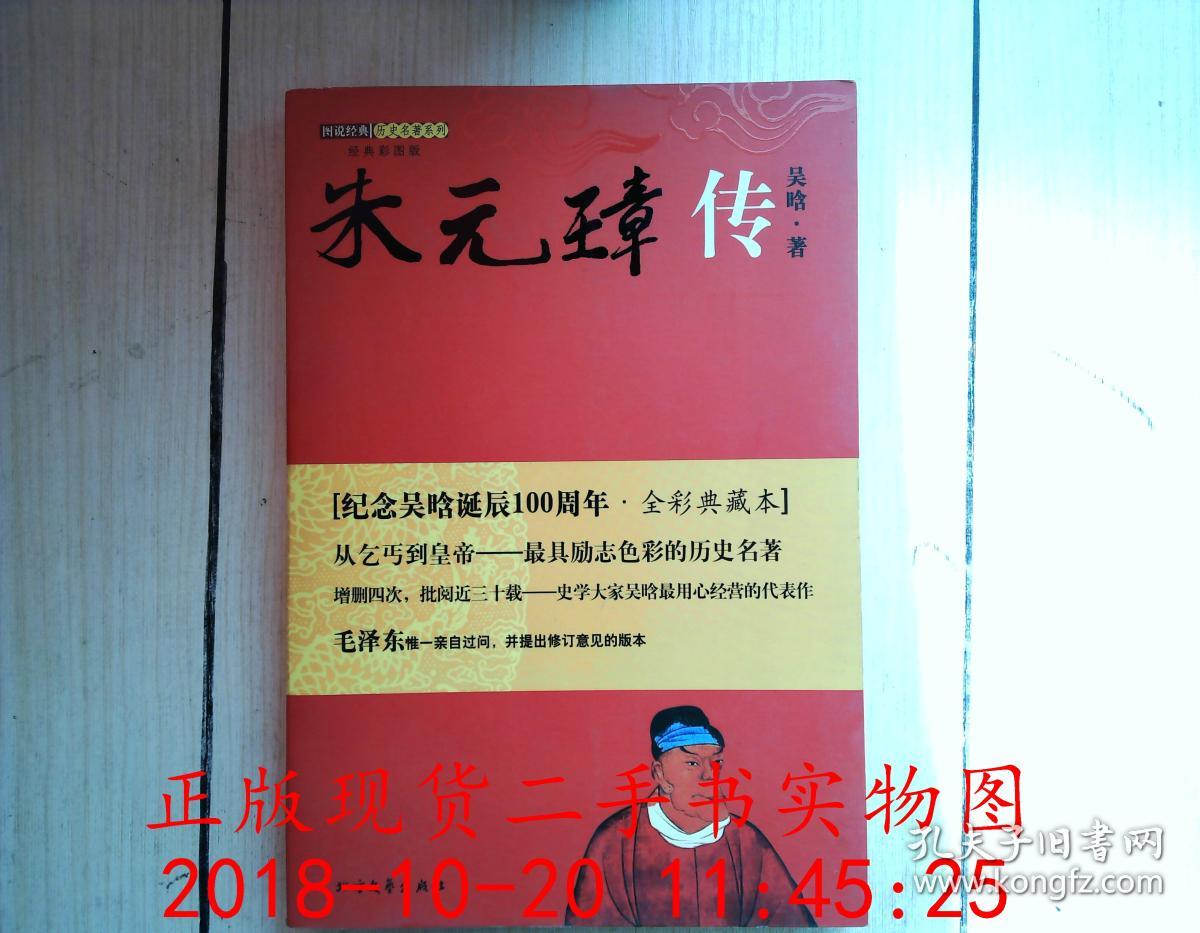 图说经典 历史名著系列
经典彩图版
朱元璋传
吴晗·著
[纪念吴晗诞辰100周年·全彩典藏本]
从乞丐到皇帝——最具励志色彩的历史名著
增删四次，批阅近三十载——史学大家吴晗最用心经营的代表作
毛泽东惟一亲自过问，并提出修订意见的版本
正版现货二手书实物图
孔夫子旧书网
2018-10-20 11:45:25
www.kongfz.com